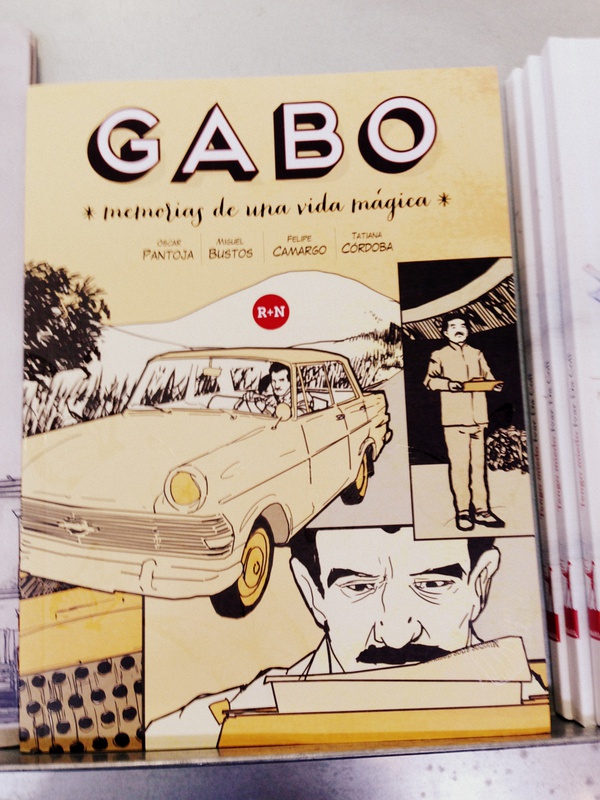 GABO
* memorias de una vida mágica *
ÓSCAR PANTOJA
MIGUEL BUSTOS
FELIPE CAMARGO
TATIANA CÓRDOBA
R+N